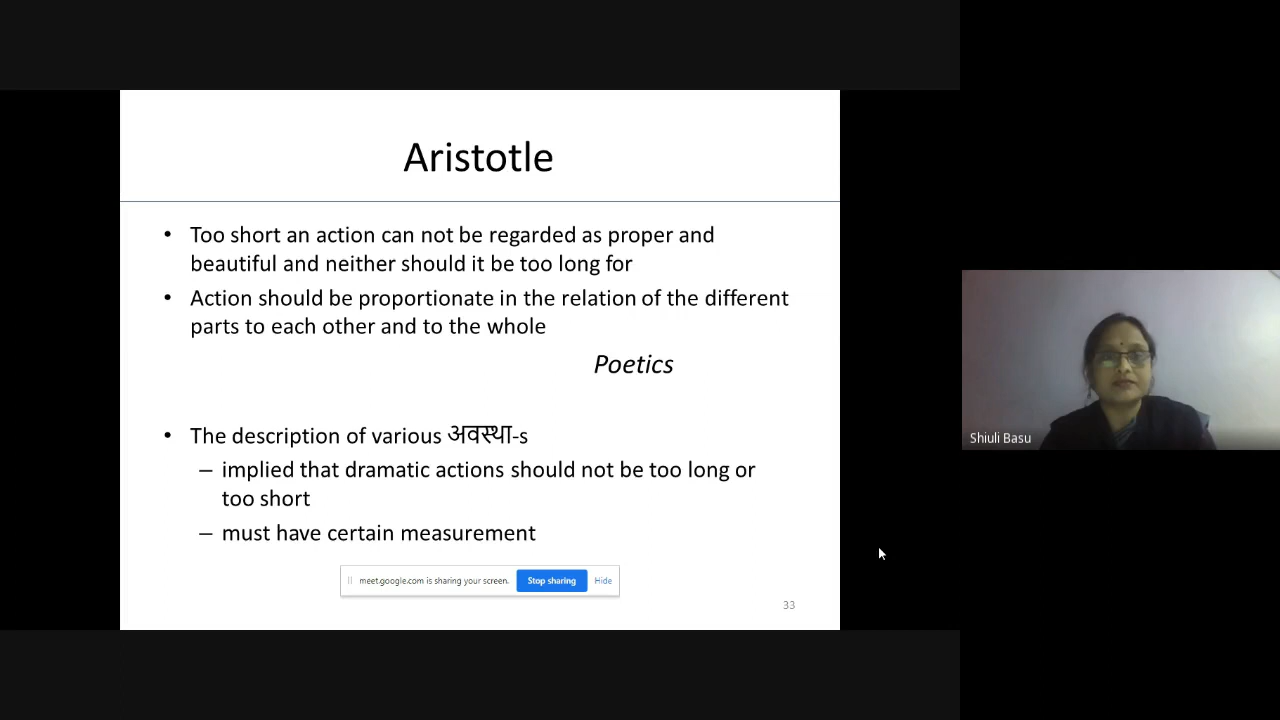 Aristotle
• Too short an action can not be regarded as proper and
beautiful and neither should it be too long for
• Action should be proportionate in the relation of the different
parts to each other and to the whole
Poetics
• The description of various अवस्था-s
– implied that dramatic actions should not be too long or
too short
– must have certain measurement
meet.google.com is sharing your screen. Stop sharing Hide
33
Shiuli Basu